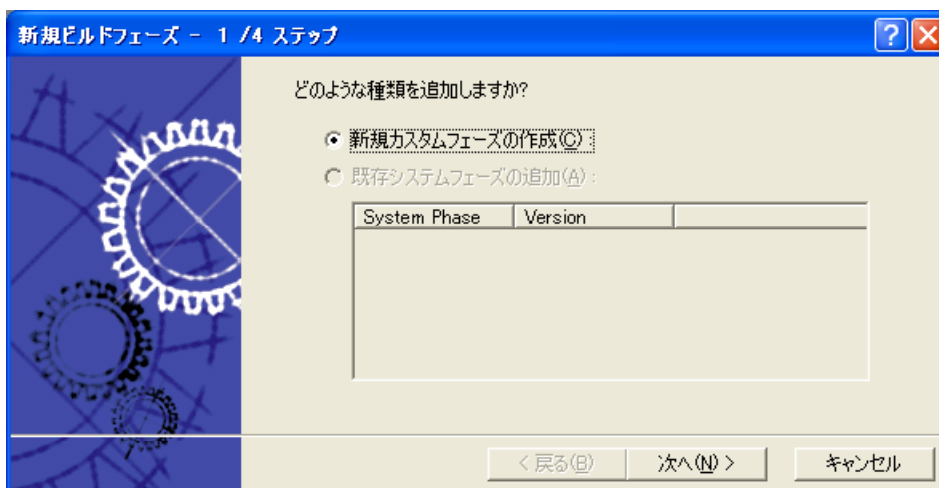 新規ビルドフェーズ - 1 /4 ステップ
どのような種類を追加しますか?
新規カスタムフェーズの作成(C) :
既存システムフェーズの追加(A) :
System Phase Version
< 戻る(B) 次へ(N) > キャンセル